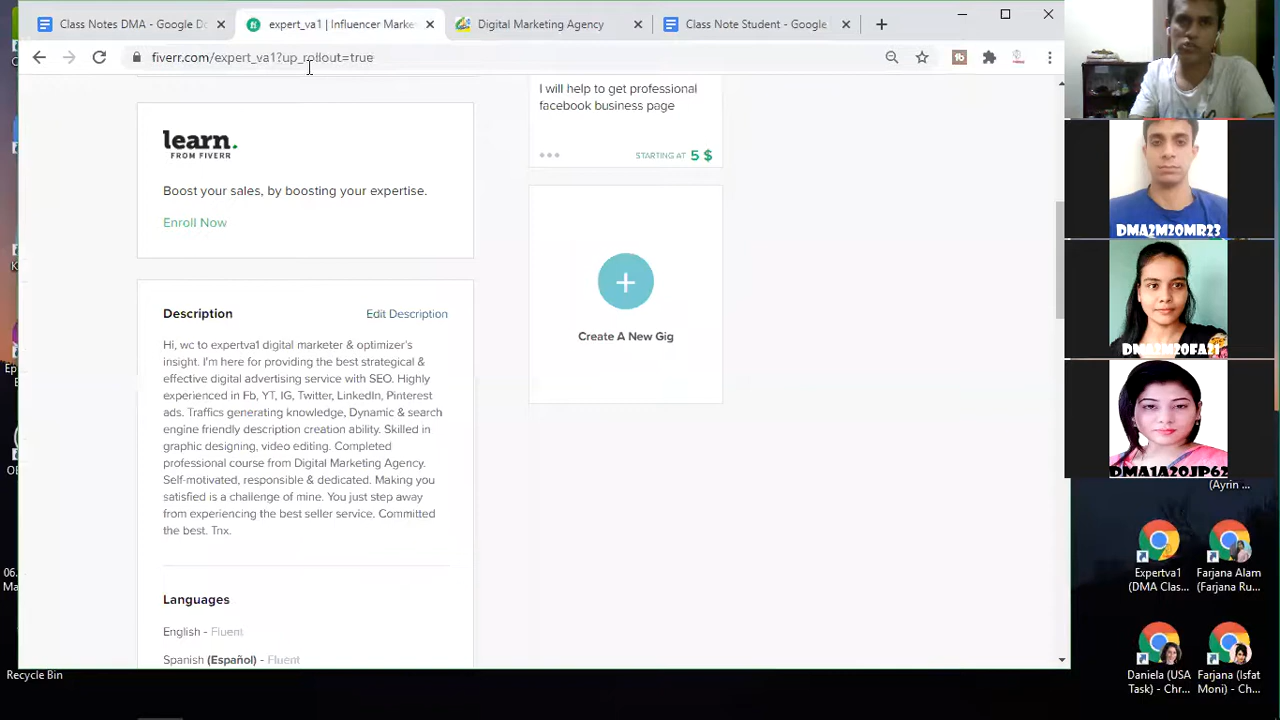 Class Notes DMA - Google D
expert_va1 | Influencer Marke
Digital Marketing Agency
Class Note Student - Google
fiverr.com/expert_va1?up_rollout=true
learn.
FROM FIVERR
Boost your sales, by boosting your expertise.
Enroll Now
I will help to get professional
facebook business page
STARTING AT 5 $
Create A New Gig
Description
Edit Description
Hi, wc to expertva1 digital marketer & optimizer's
insight. I'm here for providing the best strategical &
effective digital advertising service with SEO. Highly
experienced in Fb, YT, IG, Twitter, LinkedIn, Pinterest
ads. Traffics generating knowledge, Dynamic & search
engine friendly description creation ability. Skilled in
graphic designing, video editing. Completed
professional course from Digital Marketing Agency.
Self-motivated, responsible & dedicated. Making you
satisfied is a challenge of mine. You just step away
from experiencing the best seller service. Committed
the best. Tnx.
Languages
English - Fluent
Spanish (Español) - Fluent
DMA2M20MR23
DMA2M20FA21
DMA1A20JP62
(Ayrin ...
Expertva1
(DMA Clas...
Farjana Alam
(Farjana Ru...
Daniela (USA
Task) - Chr...
Farjana (Isfat
Moni) - Ch...
Recycle Bin
06.
Ma